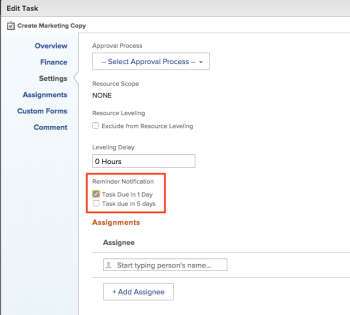 Edit Task
Create Marketing Copy
Overview
Finance
Settings
Assignments
Custom Forms
Comment
Approval Process
-- Select Approval Process --
Resource Scope
NONE
Resource Leveling
Exclude from Resource Leveling
Leveling Delay
0 Hours
Reminder Notification
Task Due in 1 Day
Task due in 5 days
Assignments
Assignee
Start typing person's name...
+ Add Assignee